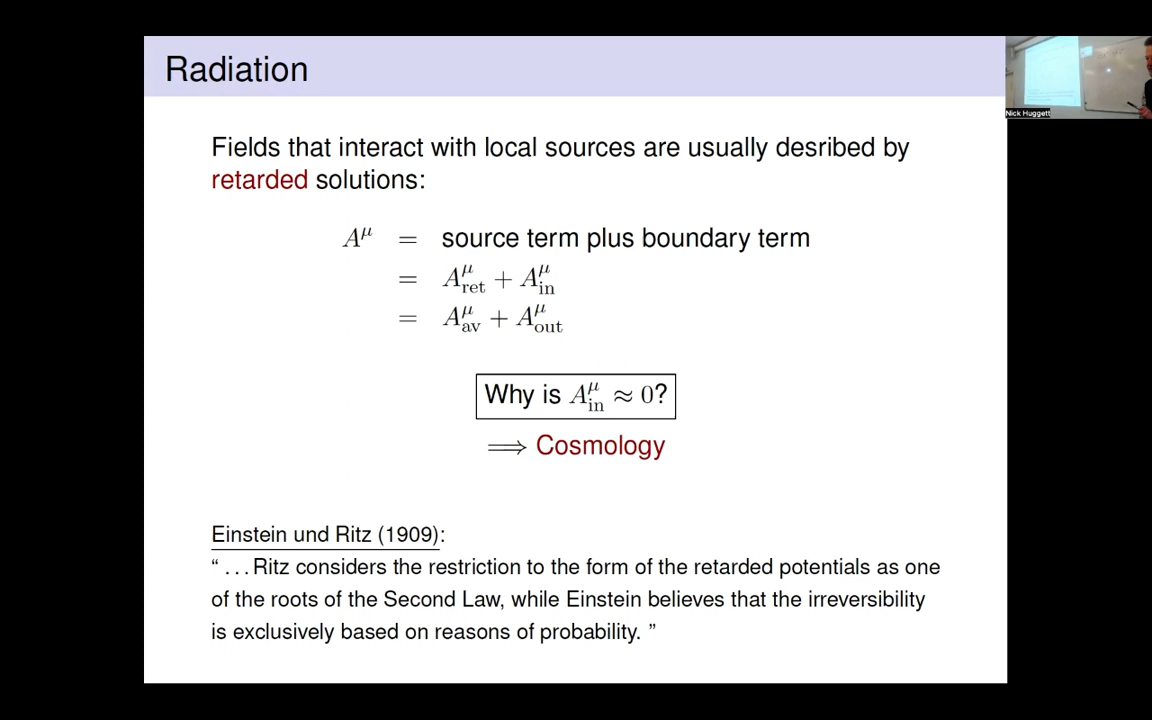 Radiation
Fields that interact with local sources are usually desribed by
retarded solutions:
A^μ = source term plus boundary term
= A^μ_ret + A^μ_in
= A^μ_av + A^μ_out
Why is A^μ_in ≈ 0?
⟹ Cosmology
Einstein und Ritz (1909):
“ . . . Ritz considers the restriction to the form of the retarded potentials as one
of the roots of the Second Law, while Einstein believes that the irreversibility
is exclusively based on reasons of probability. ”
Nick Huggett